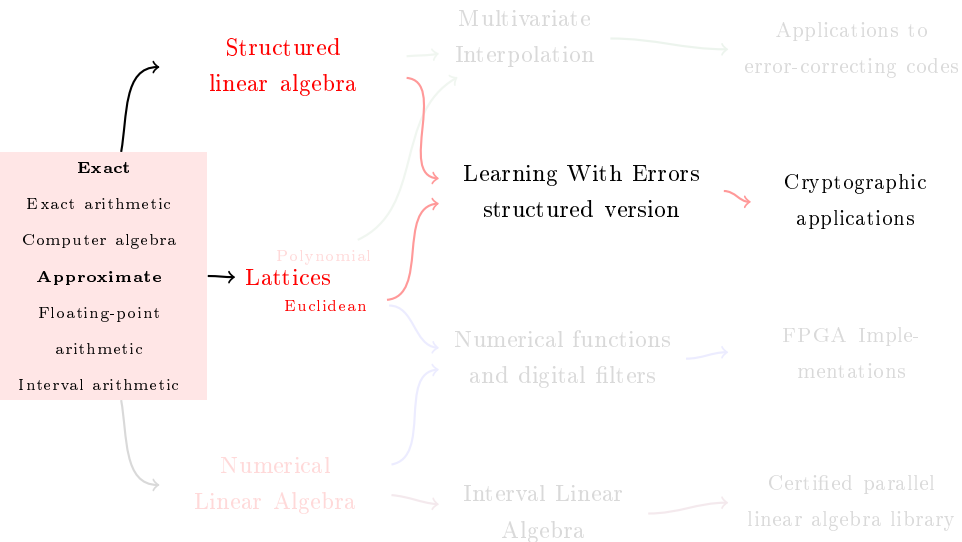 Structured
linear algebra
Multivariate
Interpolation
Applications to
error-correcting codes
Exact
Exact arithmetic
Computer algebra
Approximate
Floating-point
arithmetic
Interval arithmetic
Polynomial
Lattices
Euclidean
Learning With Errors
structured version
Cryptographic
applications
Numerical functions
and digital filters
FPGA Imple-
mentations
Numerical
Linear Algebra
Interval Linear
Algebra
Certified parallel
linear algebra library